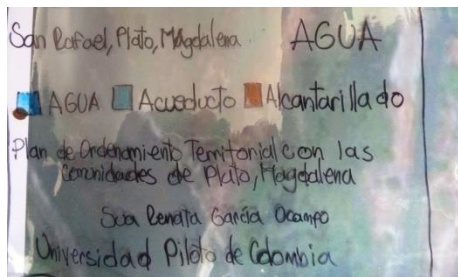 San Rafael, Plato, Magdalena AGUA
AGUA Acueducto Alcantarillado
Plan de Ordenamiento Territorial con las
Comunidades de Plato, Magdalena
Renata García Ocampo
Universidad Piloto de Colombia